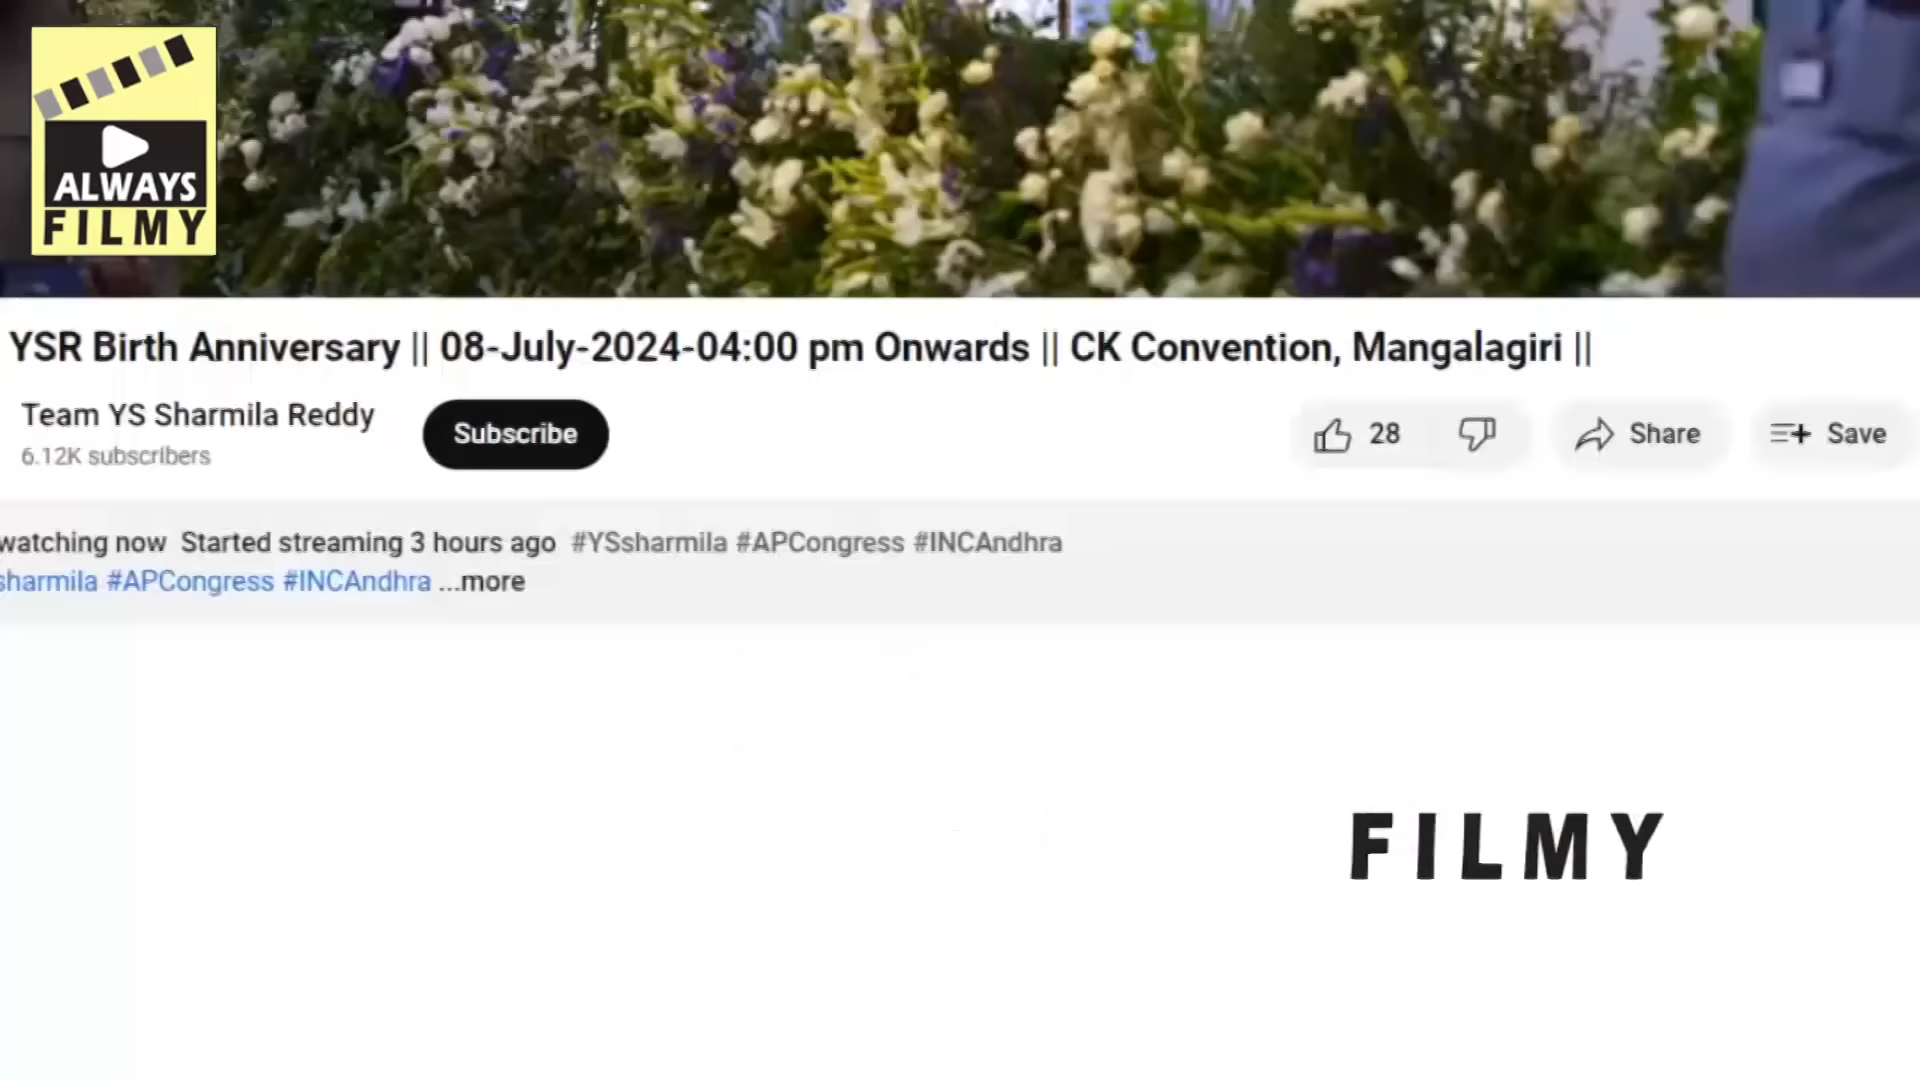 ALWAYS
FILMY
YSR Birth Anniversary || 08-July-2024-04:00 pm Onwards || CK Convention, Mangalagiri ||
Team YS Sharmila Reddy
6.12K subscribers
Subscribe
28
Share
Save
watching now Started streaming 3 hours ago #YSsharmila #APCongress #INCAndhra
sharmila #APCongress #INCAndhra ...more
FILMY